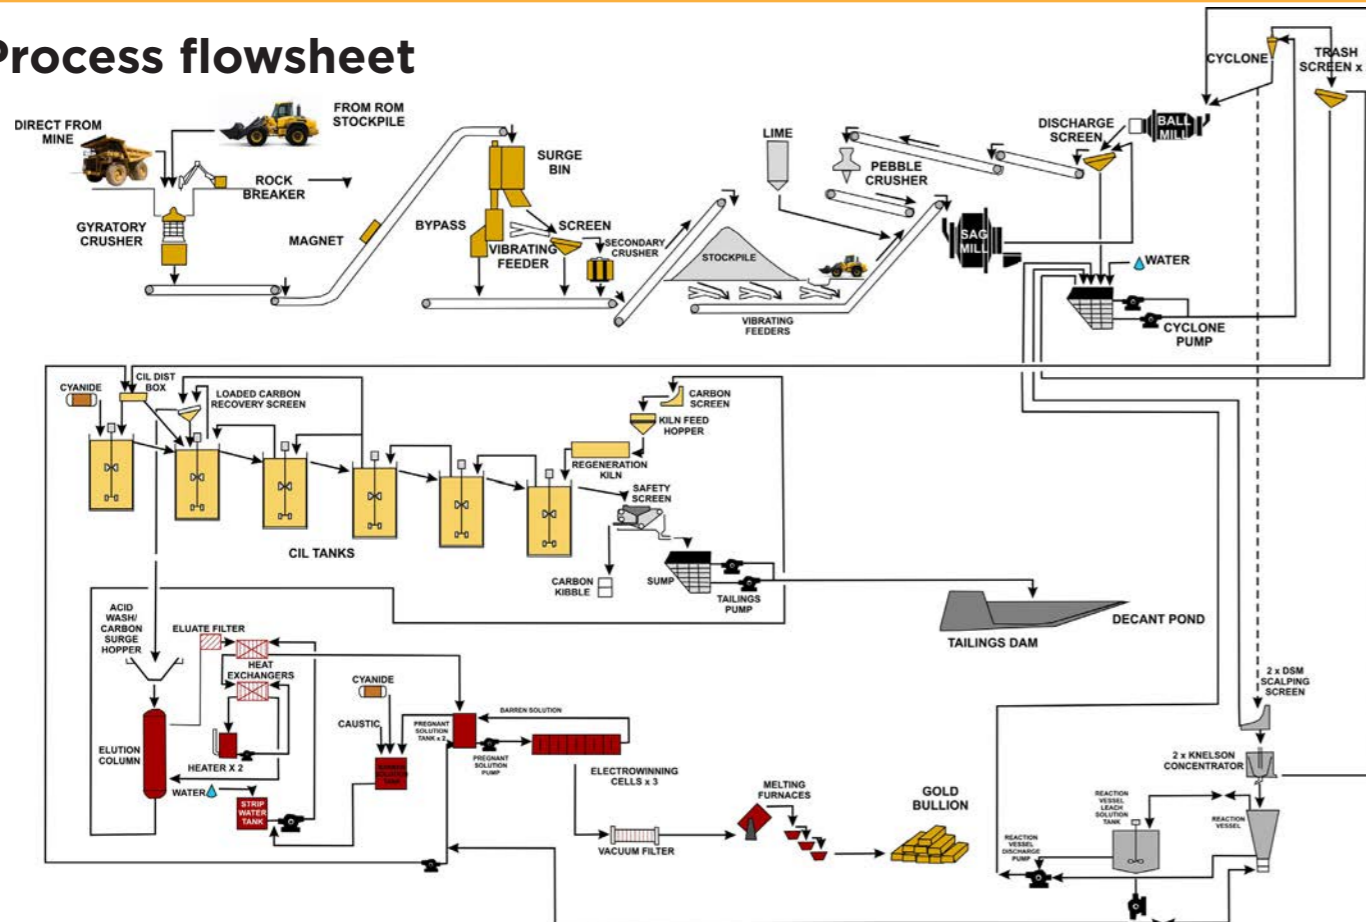 Process flowsheet
DIRECT FROM
MINE
FROM ROM
STOCKPILE
ROCK
BREAKER
GYRATORY
CRUSHER
MAGNET
SURGE
BIN
BYPASS
VIBRATING
FEEDER
SCREEN
SECONDARY
CRUSHER
STOCKPILE
VIBRATING
FEEDERS
LIME
PEBBLE
CRUSHER
SAG
MILL
DISCHARGE
SCREEN
BALL
MILL
CYCLONE
TRASH
SCREEN x
WATER
CYCLONE
PUMP
CYANIDE
CIL DIST
BOX
LOADED CARBON
RECOVERY SCREEN
CARBON
SCREEN
KILN FEED
HOPPER
REGENERATION
KILN
SAFETY
SCREEN
CIL TANKS
CARBON
KIBBLE
SUMP
TAILINGS
PUMP
TAILINGS DAM
DECANT POND
ACID
WASH/
CARBON
SURGE
HOPPER
ELUATE FILTER
HEAT
EXCHANGERS
ELUTION
COLUMN
HEATER X 2
WATER
STRIP
WATER
TANK
CYANIDE
CAUSTIC
SOLUTION
TANK
PREGNANT
SOLUTION
TANK x 2
BARREN SOLUTION
PREGNANT
SOLUTION
PUMP
ELECTROWINNING
CELLS x 3
VACUUM FILTER
MELTING
FURNACES
GOLD
BULLION
2 x DSM
SCALPING
SCREEN
2 x KNELSON
CONCENTRATOR
REACTION
VESSEL
LEACH
SOLUTION
TANK
REACTION
VESSEL
REACTION
VESSEL
DISCHARGE
PUMP